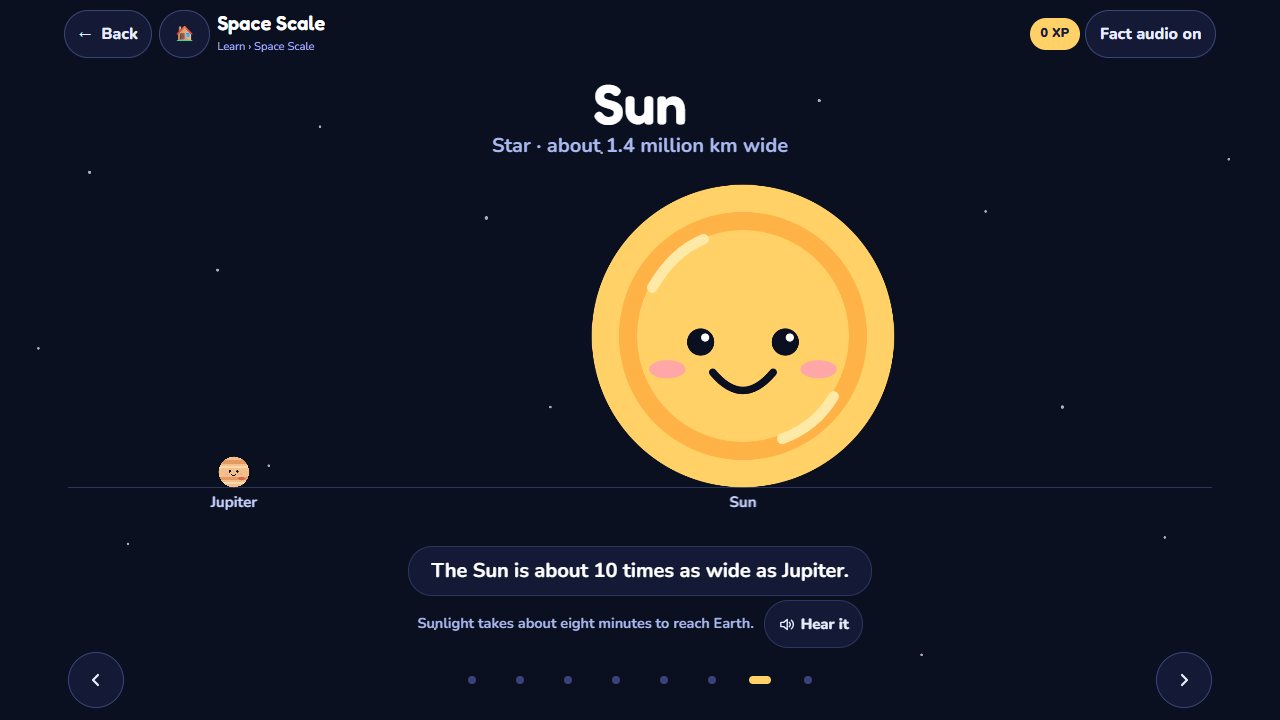 ← Back
Space Scale
Learn › Space Scale
0 XP
Fact audio on
Sun
Star · about 1.4 million km wide
Jupiter
Sun
The Sun is about 10 times as wide as Jupiter.
Sunlight takes about eight minutes to reach Earth.
Hear it